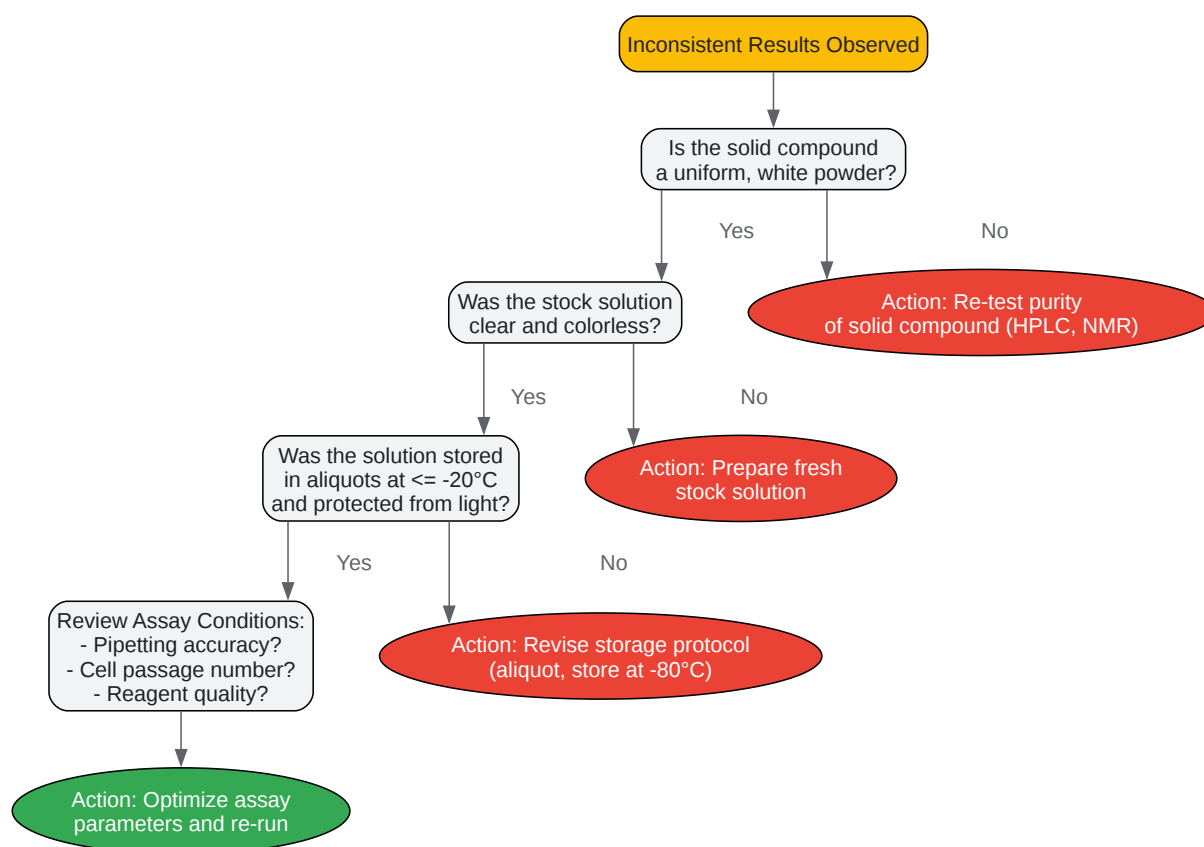 Inconsistent Results Observed
Is the solid compound
a uniform, white powder?
Yes
No
Was the stock solution
clear and colorless?
Action: Re-test purity
of solid compound (HPLC, NMR)
Yes
No
Was the solution stored
in aliquots at <= -20°C
and protected from light?
Action: Prepare fresh
stock solution
Yes
No
Review Assay Conditions:
- Pipetting accuracy?
- Cell passage number?
- Reagent quality?
Action: Revise storage protocol
(aliquot, store at -80°C)
Action: Optimize assay
parameters and re-run